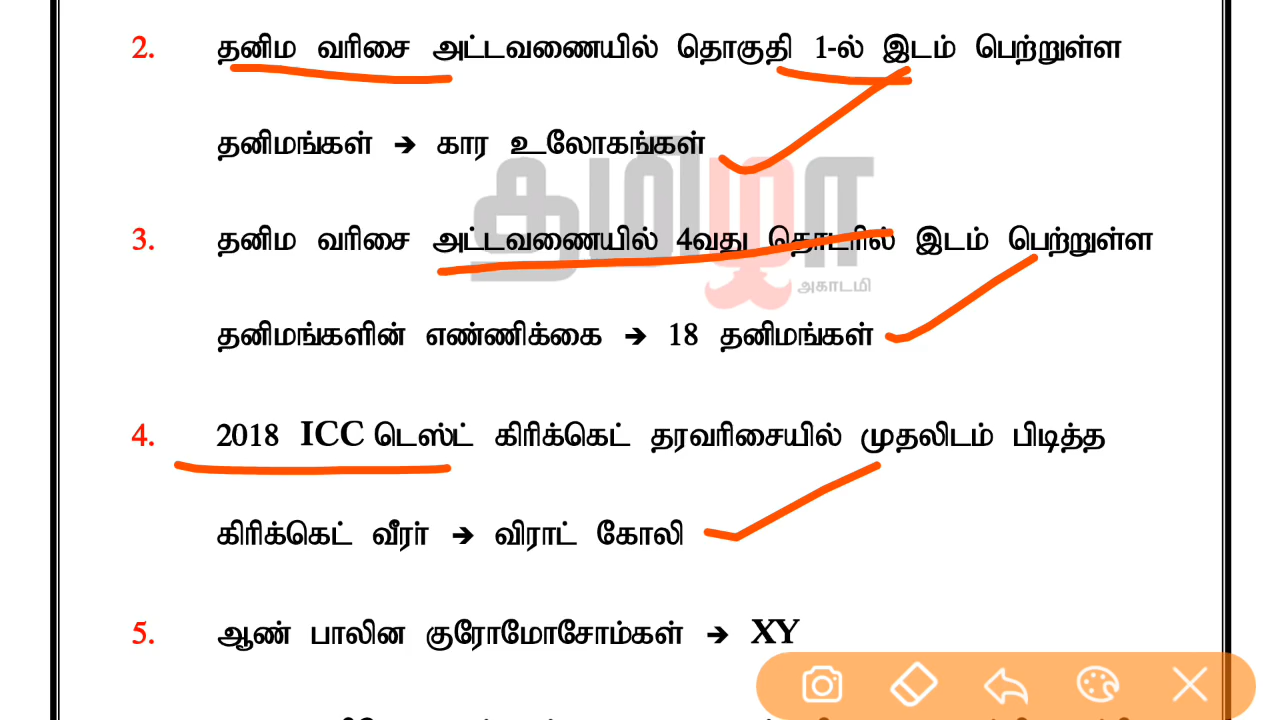 2. தனிம வரிசை அட்டவணையில் தொகுதி 1-ல் இடம் பெற்றுள்ள
தனிமங்கள் → கார உலோகங்கள்
தமிழா
3. தனிம வரிசை அட்டவணையில் 4வது தொடரில் இடம் பெற்றுள்ள
அகாடமி
தனிமங்களின் எண்ணிக்கை → 18 தனிமங்கள்
4. 2018 ICC டெஸ்ட் கிரிக்கெட் தரவரிசையில் முதலிடம் பிடித்த
கிரிக்கெட் வீரர் → விராட் கோலி
5. ஆண் பாலின குரோமோசோம்கள் → XY